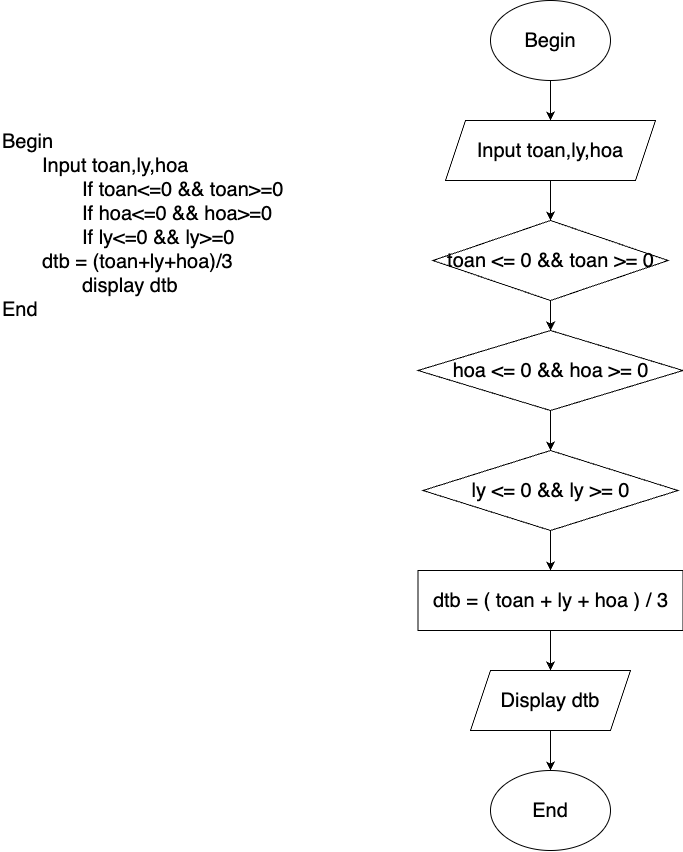 Begin
Input toan,ly,hoa
If toan<=0 && toan>=0
If hoa<=0 && hoa>=0
If ly<=0 && ly>=0
dtb = (toan+ly+hoa)/3
display dtb
End
Begin
Input toan,ly,hoa
toan <= 0 && toan >= 0
hoa <= 0 && hoa >= 0
ly <= 0 && ly >= 0
dtb = ( toan + ly + hoa ) / 3
Display dtb
End